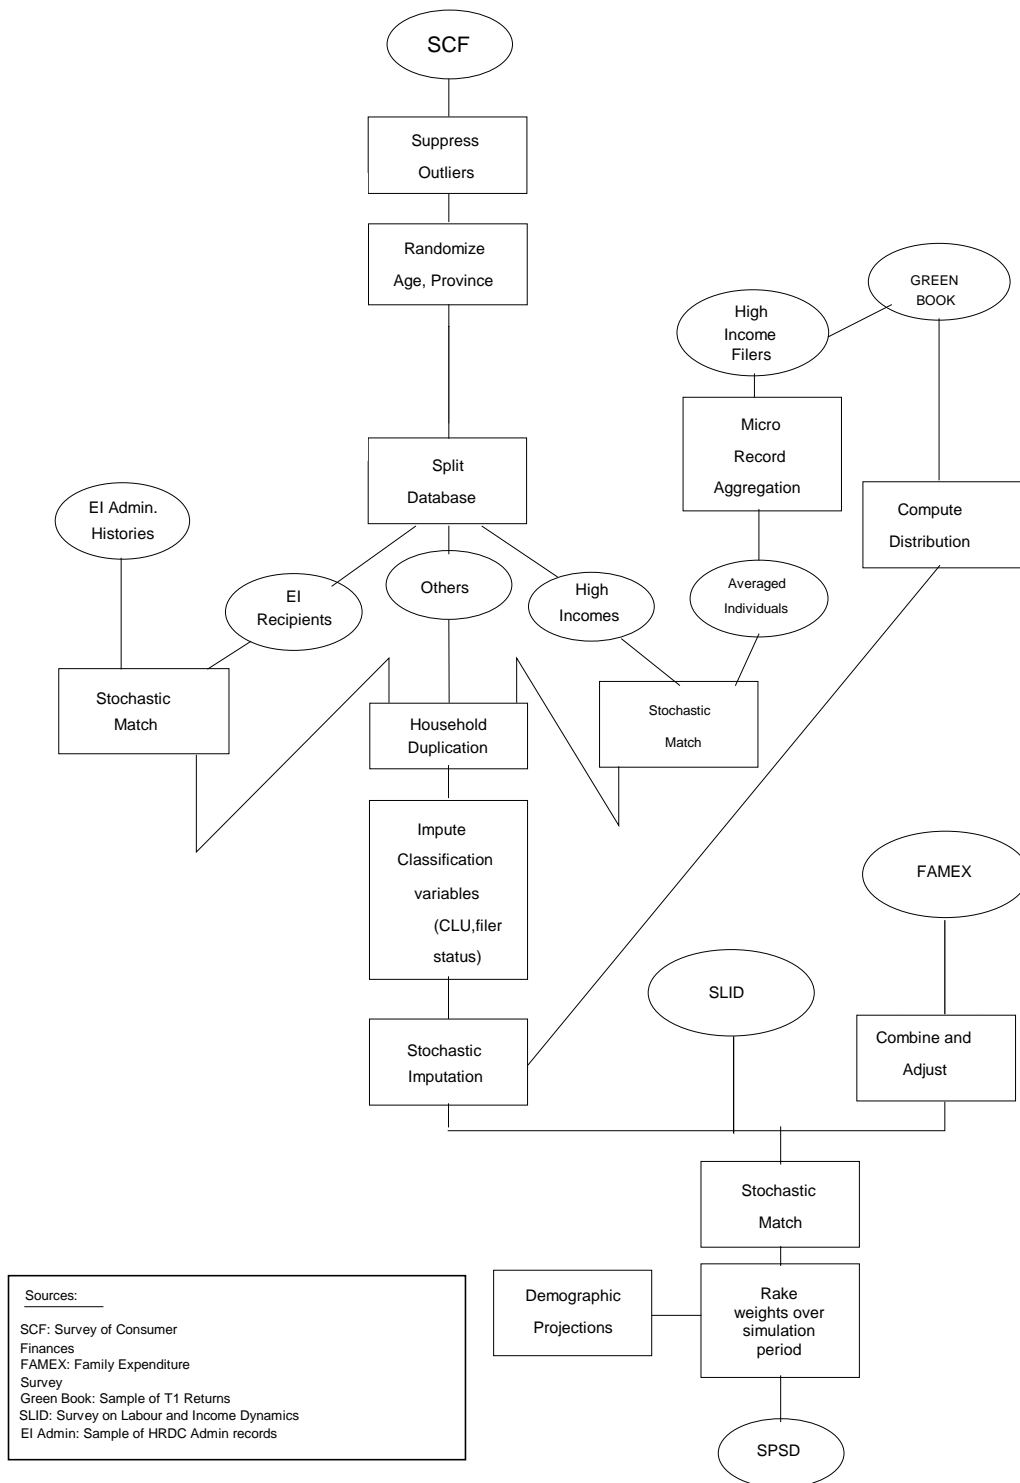 SCF
Suppress
Outliers
Randomize
Age, Province
GREEN
BOOK
High
Income
Filers
Micro
Record
Aggregation
Split
Database
EI Admin.
Histories
Compute
Distribution
EI
Recipients
Others
High
Incomes
Averaged
Individuals
Stochastic
Match
Household
Duplication
Stochastic
Match
Impute
Classification
variables
(CLU,filer
status)
FAMEX
SLID
Stochastic
Imputation
Combine and
Adjust
Stochastic
Match
Demographic
Projections
Rake
weights over
simulation
period
SPSD
Sources:
SCF: Survey of Consumer
Finances
FAMEX: Family Expenditure
Survey
Green Book: Sample of T1 Returns
SLID: Survey on Labour and Income Dynamics
EI Admin: Sample of HRDC Admin records